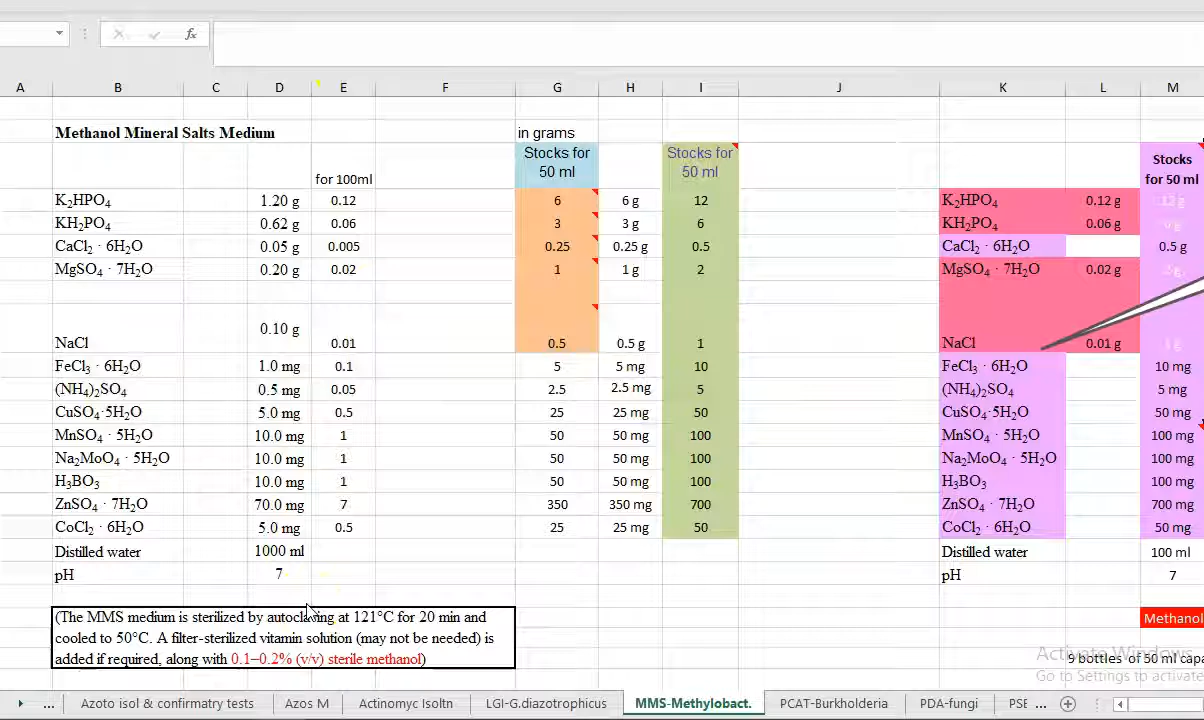 fx
A B C D E F G H I J K L M
Methanol Mineral Salts Medium in grams
for 100ml Stocks for 50 ml Stocks for 50 ml Stocks for 50 ml
K₂HPO₄ 1.20 g 0.12 6 6 g 12 K₂HPO₄ 0.12 g 12 g
KH₂PO₄ 0.62 g 0.06 3 3 g 6 KH₂PO₄ 0.06 g
CaCl₂ · 6H₂O 0.05 g 0.005 0.25 0.25 g 0.5 CaCl₂ · 6H₂O 0.5 g
MgSO₄ · 7H₂O 0.20 g 0.02 1 1 g 2 MgSO₄ · 7H₂O 0.02 g
NaCl 0.10 g 0.01 0.5 0.5 g 1 NaCl 0.01 g
FeCl₃ · 6H₂O 1.0 mg 0.1 5 5 mg 10 FeCl₃ · 6H₂O 10 mg
(NH₄)₂SO₄ 0.5 mg 0.05 2.5 2.5 mg 5 (NH₄)₂SO₄ 5 mg
CuSO₄·5H₂O 5.0 mg 0.5 25 25 mg 50 CuSO₄·5H₂O 50 mg
MnSO₄ · 5H₂O 10.0 mg 1 50 50 mg 100 MnSO₄ · 5H₂O 100 mg
Na₂MoO₄ · 5H₂O 10.0 mg 1 50 50 mg 100 Na₂MoO₄ · 5H₂O 100 mg
H₃BO₃ 10.0 mg 1 50 50 mg 100 H₃BO₃ 100 mg
ZnSO₄ · 7H₂O 70.0 mg 7 350 350 mg 700 ZnSO₄ · 7H₂O 700 mg
CoCl₂ · 6H₂O 5.0 mg 0.5 25 25 mg 50 CoCl₂ · 6H₂O 50 mg
Distilled water 1000 ml Distilled water 100 ml
pH 7 pH 7
(The MMS medium is sterilized by autoclaving at 121°C for 20 min and
cooled to 50°C. A filter-sterilized vitamin solution (may not be needed) is
added if required, along with 0.1–0.2% (v/v) sterile methanol)
Methanol
Activate Windows
9 bottles of 50 ml capa
Go to Settings to activate
... Azoto isol & confirmatry tests Azos M Actinomyc Isoltn LGI-G.diazotrophicus MMS-Methylobact. PCAT-Burkholderia PDA-fungi PSE ...